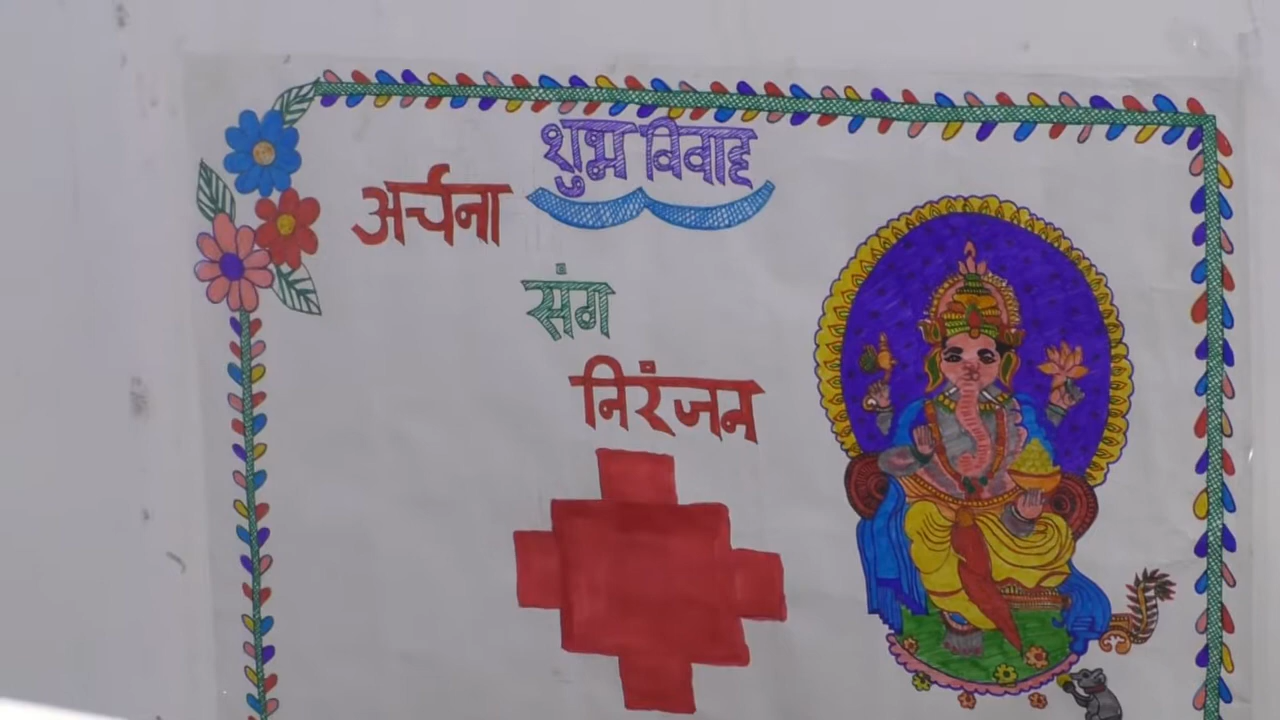 शुभ विवाह
अर्चना
संग
निरंजन